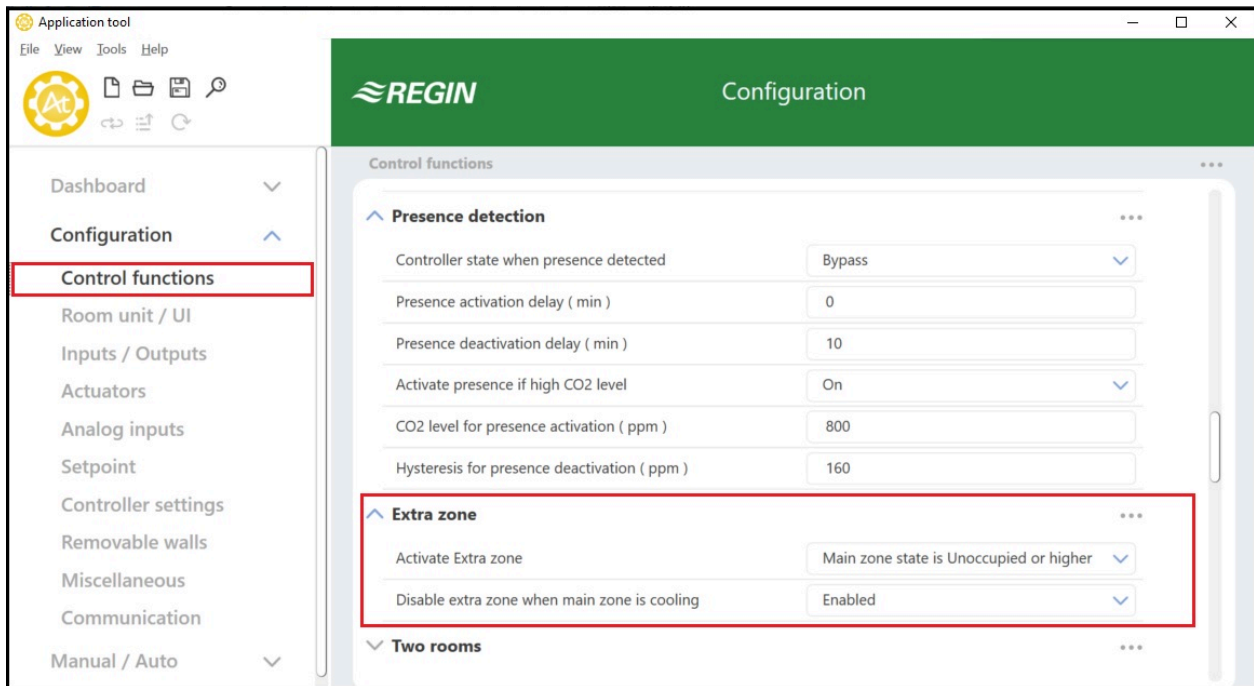 Application tool
File View Tools Help
At
REGIN
Configuration
Dashboard
Configuration
Control functions
Room unit / UI
Inputs / Outputs
Actuators
Analog inputs
Setpoint
Controller settings
Removable walls
Miscellaneous
Communication
Manual / Auto
Control functions
Presence detection
Controller state when presence detected Bypass
Presence activation delay ( min ) 0
Presence deactivation delay ( min ) 10
Activate presence if high CO2 level On
CO2 level for presence activation ( ppm ) 800
Hysteresis for presence deactivation ( ppm ) 160
Extra zone
Activate Extra zone Main zone state is Unoccupied or higher
Disable extra zone when main zone is cooling Enabled
Two rooms